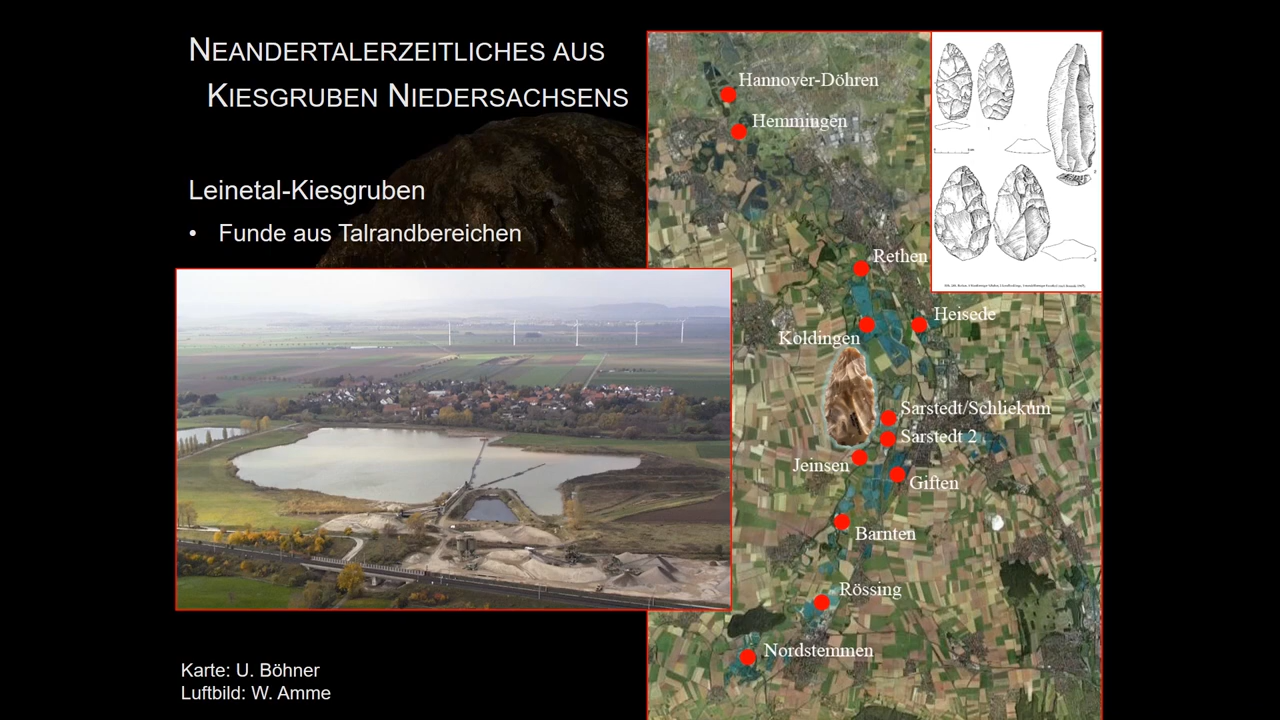 NEANDERTALERZEITLICHES AUS
KIESGRUBEN NIEDERSACHSENS
Leinetal-Kiesgruben
• Funde aus Talrandbereichen
Hannover-Döhren
Hemmingen
Rethen
Heisede
Koldingen
Sarstedt/Schliekum
Sarstedt 2
Jeinsen
Giften
Barnten
Rössing
Nordstemmen
Karte: U. Böhner
Luftbild: W. Amme